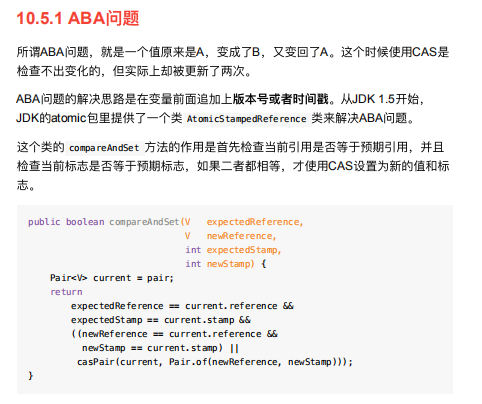 10.5.1 ABA问题
所谓ABA问题，就是一个值原来是A，变成了B，又变回了A。这个时候使用CAS是
检查不出变化的，但实际上却被更新了两次。
ABA问题的解决思路是在变量前面追加上版本号或者时间戳。从JDK 1.5开始，
JDK的atomic包里提供了一个类 AtomicStampedReference 类来解决ABA问题。
这个类的 compareAndSet 方法的作用是首先检查当前引用是否等于预期引用，并且
检查当前标志是否等于预期标志，如果二者都相等，才使用CAS设置为新的值和标
志。
public boolean compareAndSet(V   expectedReference,
                             V   newReference,
                             int expectedStamp,
                             int newStamp) {
    Pair<V> current = pair;
    return
        expectedReference == current.reference &&
        expectedStamp == current.stamp &&
        ((newReference == current.reference &&
          newStamp == current.stamp) ||
         casPair(current, Pair.of(newReference, newStamp)));
}